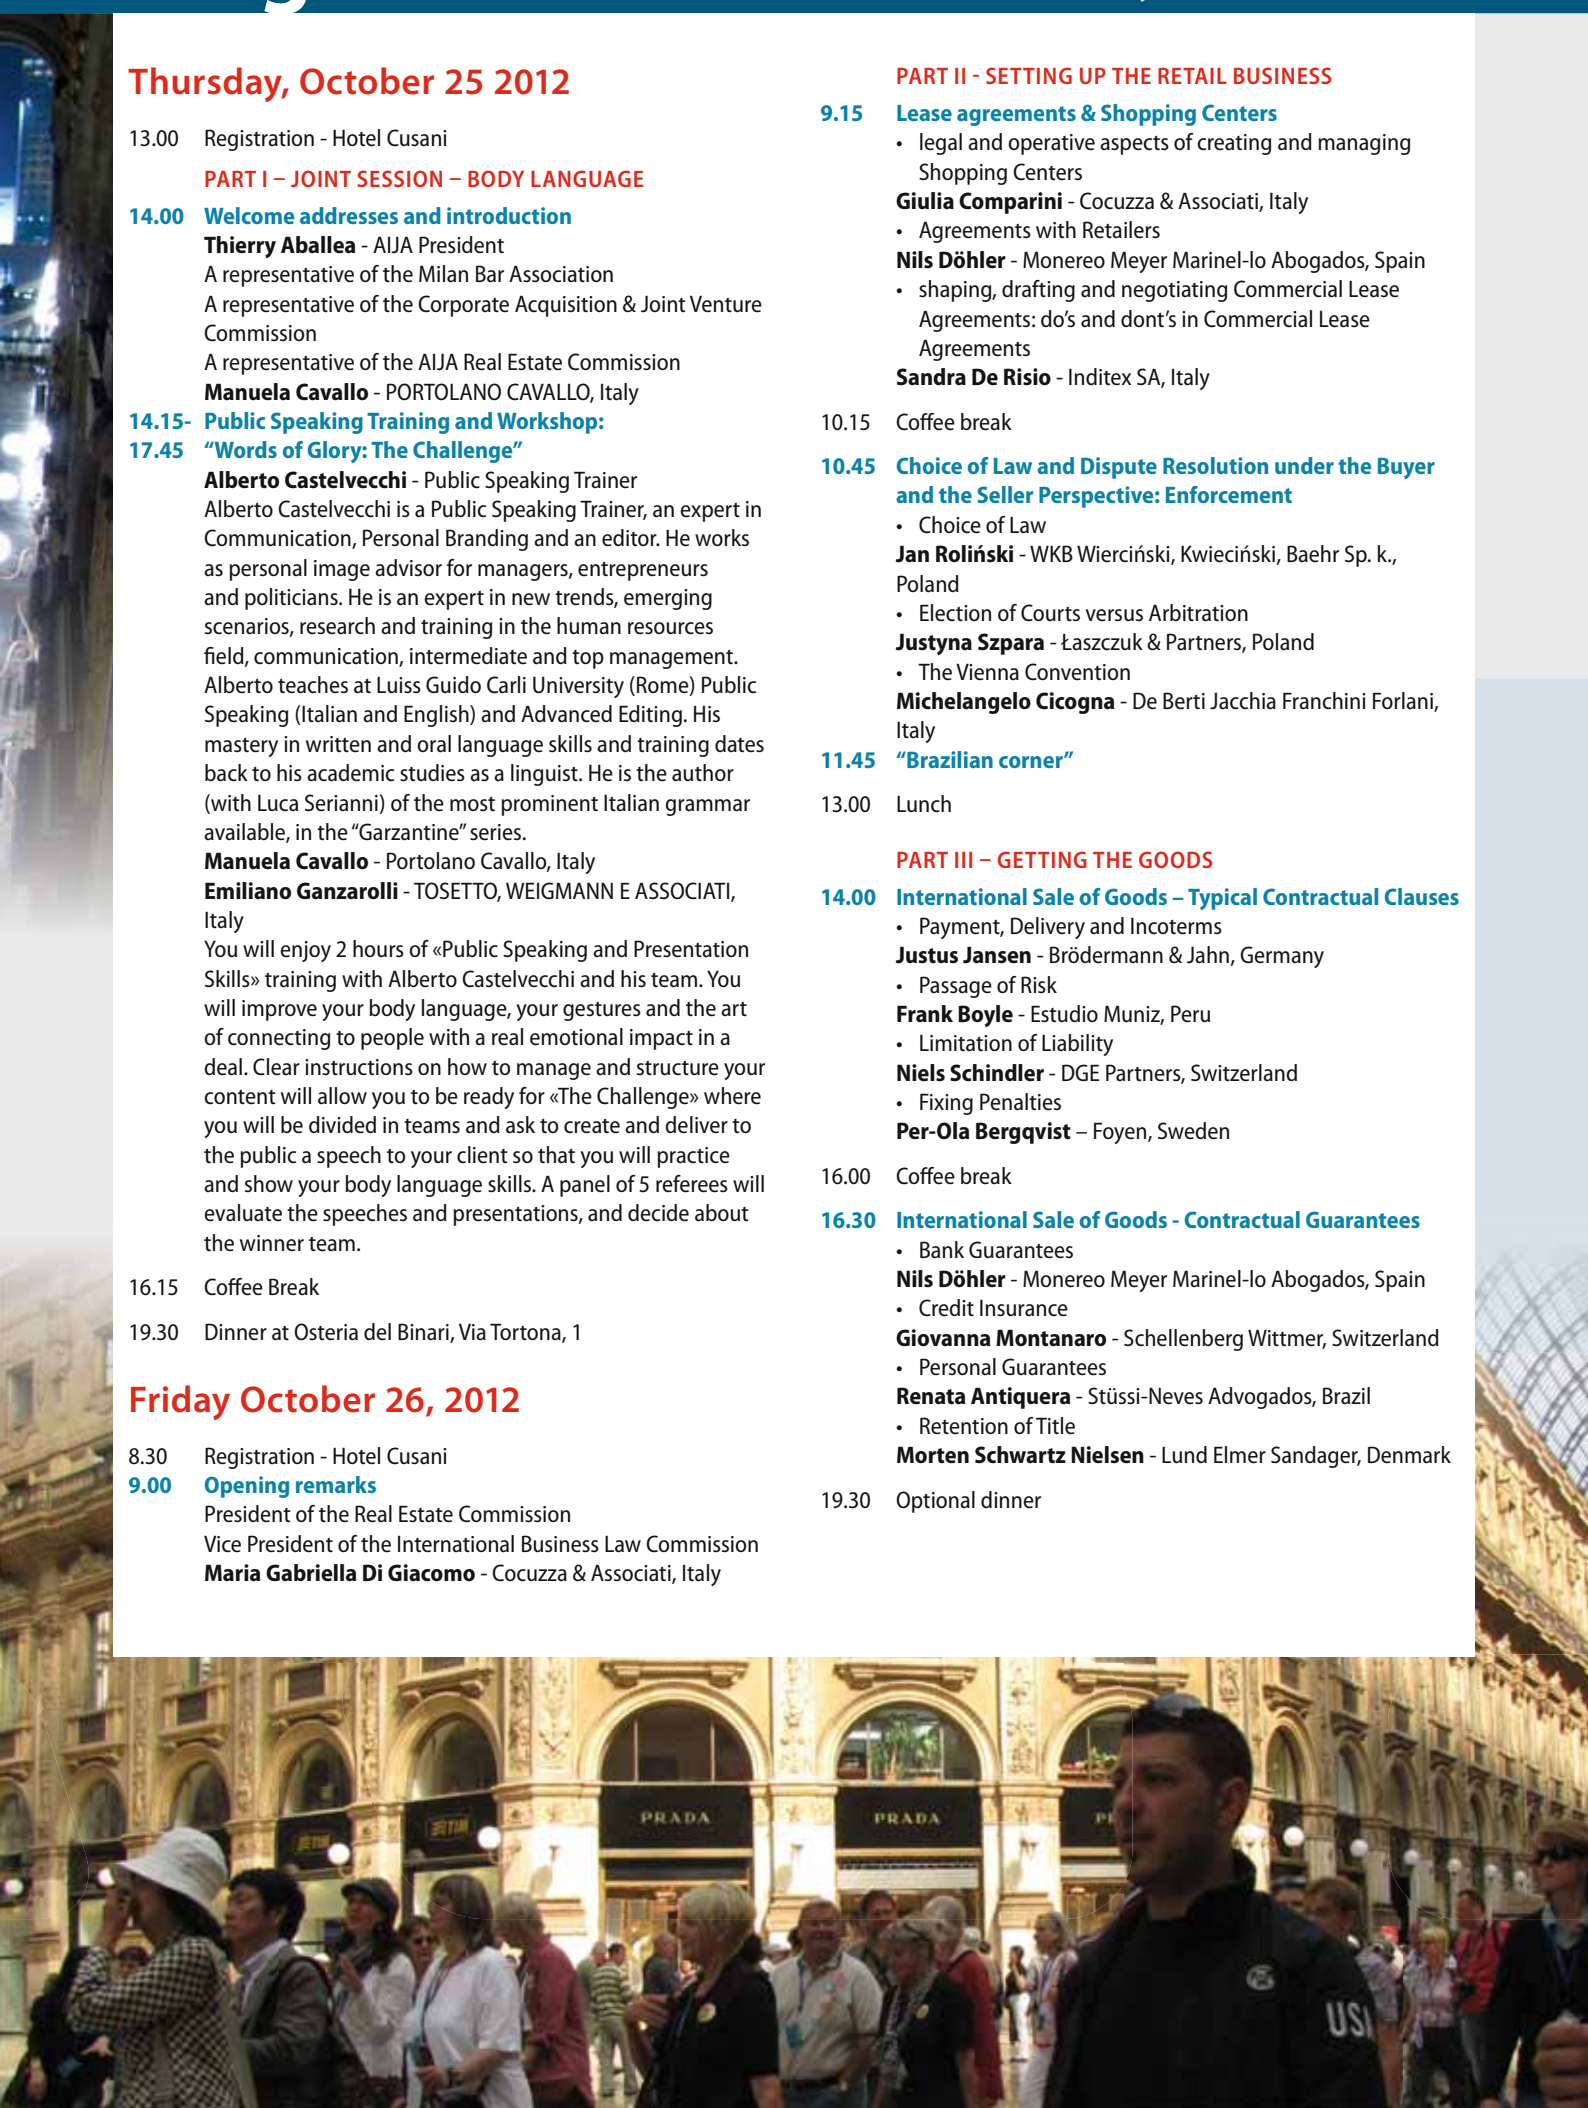 Thursday, October 25 2012
13.00 Registration - Hotel Cusani
PART I – JOINT SESSION – BODY LANGUAGE
14.00 Welcome addresses and introduction
Thierry Aballea - AIJA President
A representative of the Milan Bar Association
A representative of the Corporate Acquisition & Joint Venture
Commission
A representative of the AIJA Real Estate Commission
Manuela Cavallo - PORTOLANO CAVALLO, Italy
14.15- Public Speaking Training and Workshop:
17.45 “Words of Glory: The Challenge”
Alberto Castelvecchi - Public Speaking Trainer
Alberto Castelvecchi is a Public Speaking Trainer, an expert in
Communication, Personal Branding and an editor. He works
as personal image advisor for managers, entrepreneurs
and politicians. He is an expert in new trends, emerging
scenarios, research and training in the human resources
field, communication, intermediate and top management.
Alberto teaches at Luiss Guido Carli University (Rome) Public
Speaking (Italian and English) and Advanced Editing. His
mastery in written and oral language skills and training dates
back to his academic studies as a linguist. He is the author
(with Luca Serianni) of the most prominent Italian grammar
available, in the “Garzantine” series.
Manuela Cavallo - Portolano Cavallo, Italy
Emiliano Ganzarolli - TOSETTO, WEIGMANN E ASSOCIATI,
Italy
You will enjoy 2 hours of «Public Speaking and Presentation
Skills» training with Alberto Castelvecchi and his team. You
will improve your body language, your gestures and the art
of connecting to people with a real emotional impact in a
deal. Clear instructions on how to manage and structure your
content will allow you to be ready for «The Challenge» where
you will be divided in teams and ask to create and deliver to
the public a speech to your client so that you will practice
and show your body language skills. A panel of 5 referees will
evaluate the speeches and presentations, and decide about
the winner team.
16.15 Coffee Break
19.30 Dinner at Osteria del Binari, Via Tortona, 1
Friday October 26, 2012
8.30 Registration - Hotel Cusani
9.00 Opening remarks
President of the Real Estate Commission
Vice President of the International Business Law Commission
Maria Gabriella Di Giacomo - Cocuzza & Associati, Italy
PART II - SETTING UP THE RETAIL BUSINESS
9.15 Lease agreements & Shopping Centers
• legal and operative aspects of creating and managing
Shopping Centers
Giulia Comparini - Cocuzza & Associati, Italy
• Agreements with Retailers
Nils Döhler - Monereo Meyer Marinel-lo Abogados, Spain
• shaping, drafting and negotiating Commercial Lease
Agreements: do’s and dont’s in Commercial Lease
Agreements
Sandra De Risio - Inditex SA, Italy
10.15 Coffee break
10.45 Choice of Law and Dispute Resolution under the Buyer
and the Seller Perspective: Enforcement
• Choice of Law
Jan Roliński - WKB Wierciński, Kwieciński, Baehr Sp. k.,
Poland
• Election of Courts versus Arbitration
Justyna Szpara - Łaszczuk & Partners, Poland
• The Vienna Convention
Michelangelo Cicogna - De Berti Jacchia Franchini Forlani,
Italy
11.45 “Brazilian corner”
13.00 Lunch
PART III – GETTING THE GOODS
14.00 International Sale of Goods – Typical Contractual Clauses
• Payment, Delivery and Incoterms
Justus Jansen - Brödermann & Jahn, Germany
• Passage of Risk
Frank Boyle - Estudio Muniz, Peru
• Limitation of Liability
Niels Schindler - DGE Partners, Switzerland
• Fixing Penalties
Per-Ola Bergqvist – Foyen, Sweden
16.00 Coffee break
16.30 International Sale of Goods - Contractual Guarantees
• Bank Guarantees
Nils Döhler - Monereo Meyer Marinel-lo Abogados, Spain
• Credit Insurance
Giovanna Montanaro - Schellenberg Wittmer, Switzerland
• Personal Guarantees
Renata Antiquera - Stüssi-Neves Advogados, Brazil
• Retention of Title
Morten Schwartz Nielsen - Lund Elmer Sandager, Denmark
19.30 Optional dinner
PRADA
PRADA